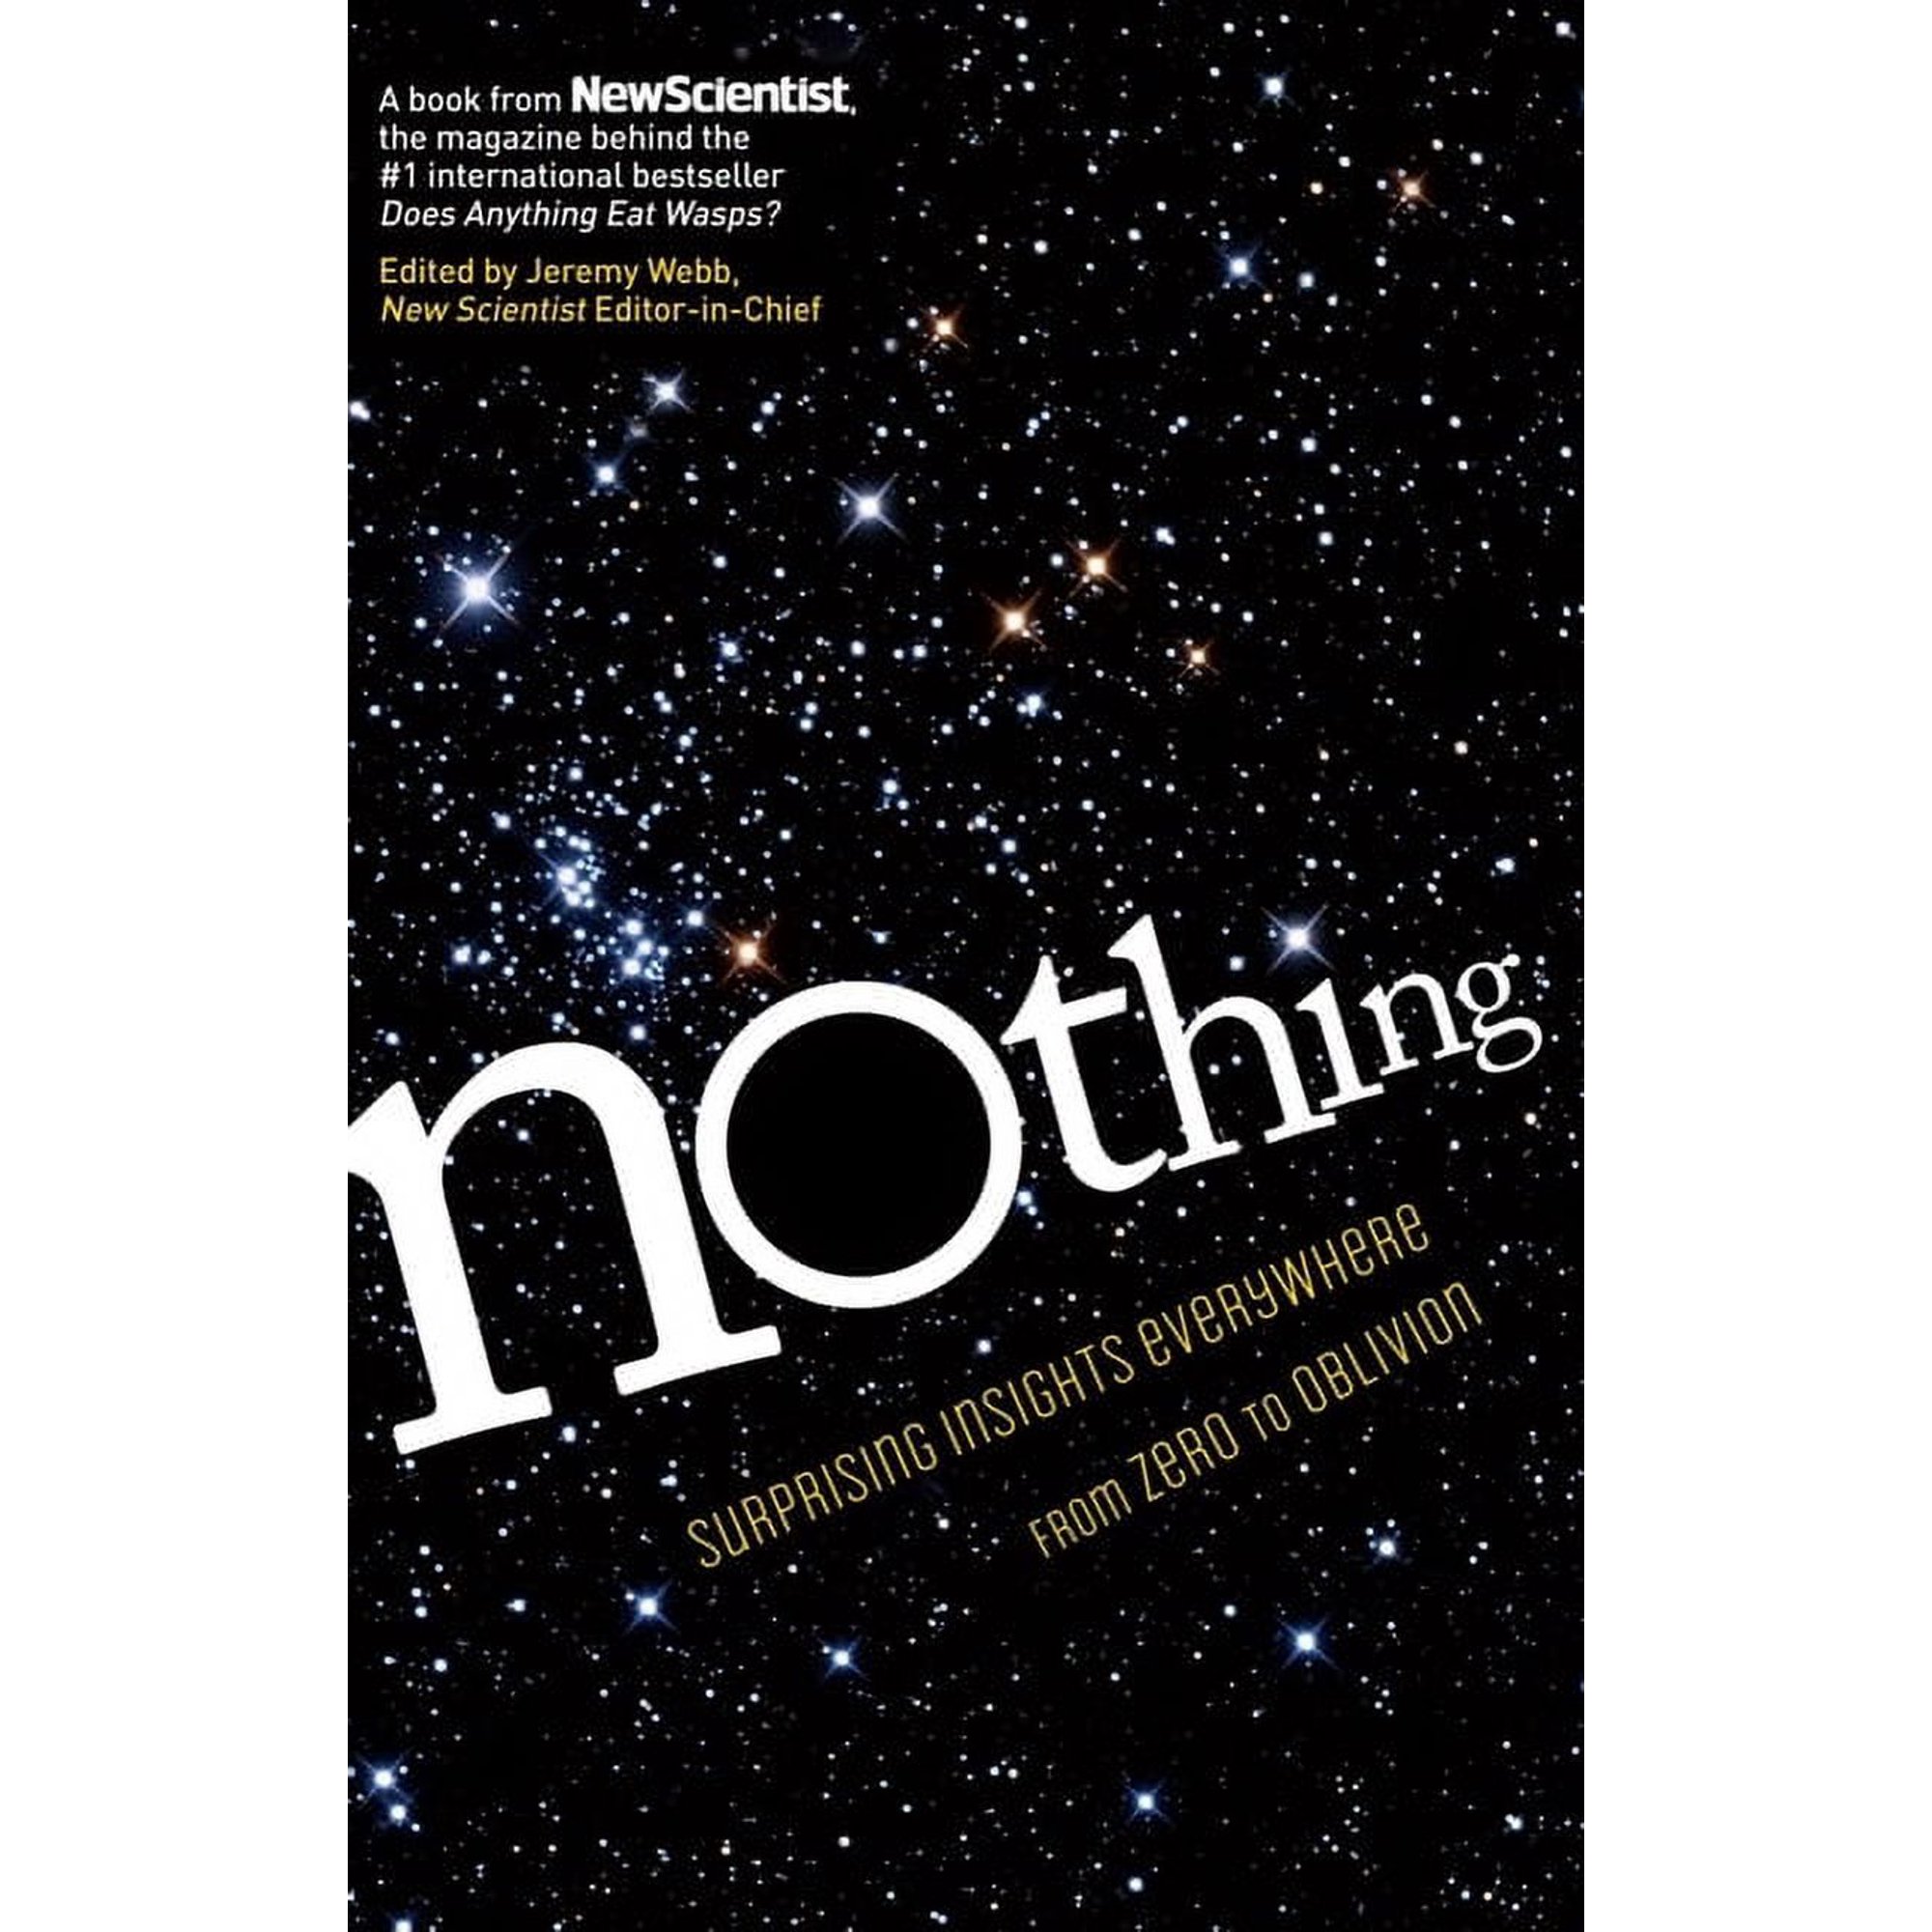 A book from NewScientist,
the magazine behind the
#1 international bestseller
Does Anything Eat Wasps?
Edited by Jeremy Webb,
New Scientist Editor-in-Chief
nothing
SURPRISING INSIGHTS EVERYWHERE
FROM ZERO TO OBLIVION